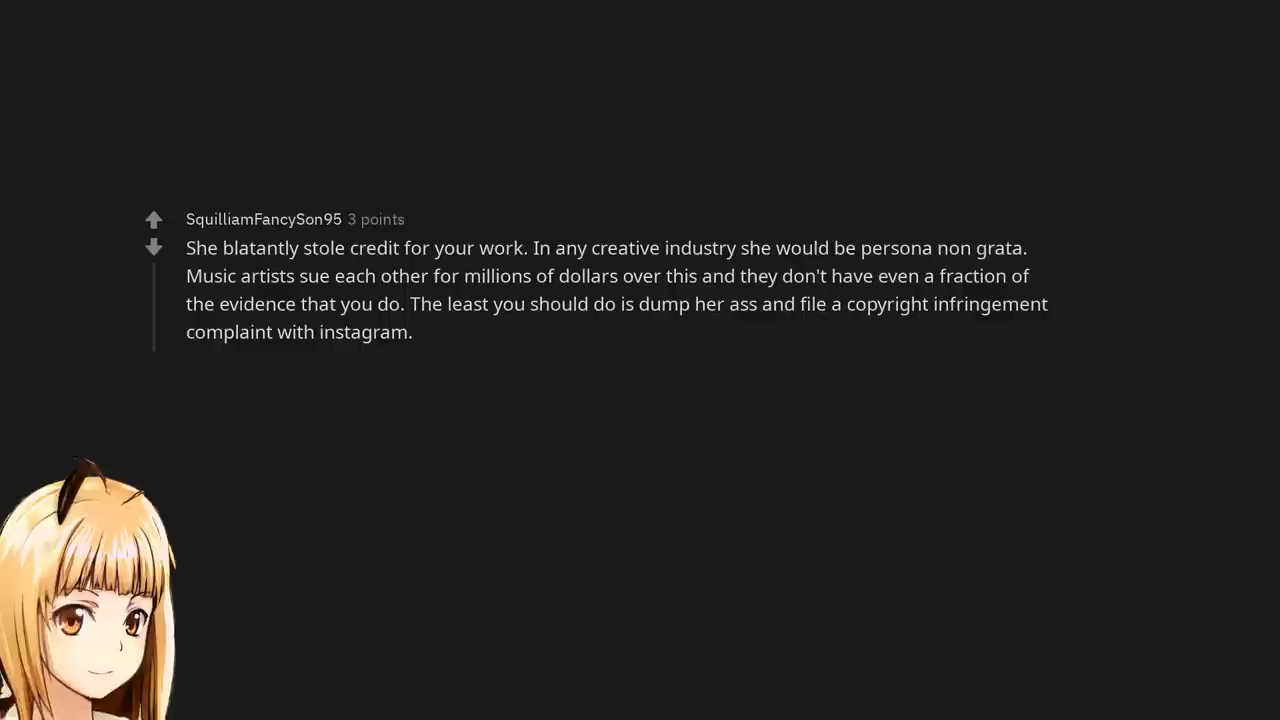 SquilliamFancySon95 3 points
She blatantly stole credit for your work. In any creative industry she would be persona non grata.
Music artists sue each other for millions of dollars over this and they don't have even a fraction of
the evidence that you do. The least you should do is dump her ass and file a copyright infringement
complaint with instagram.